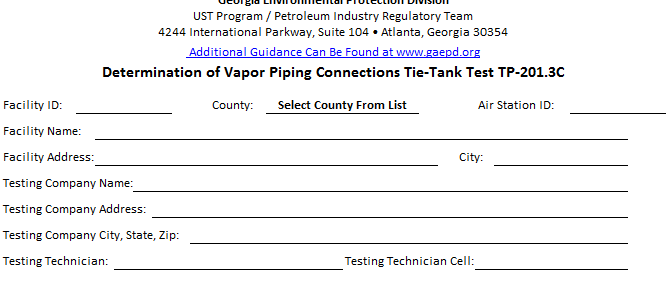 Georgia Environmental Protection Division
UST Program / Petroleum Industry Regulatory Team
4244 International Parkway, Suite 104 • Atlanta, Georgia 30354
Additional Guidance Can Be Found at www.gaepd.org
Determination of Vapor Piping Connections Tie-Tank Test TP-201.3C
Facility ID: County: Select County From List Air Station ID:
Facility Name:
Facility Address: City:
Testing Company Name:
Testing Company Address:
Testing Company City, State, Zip:
Testing Technician: Testing Technician Cell: